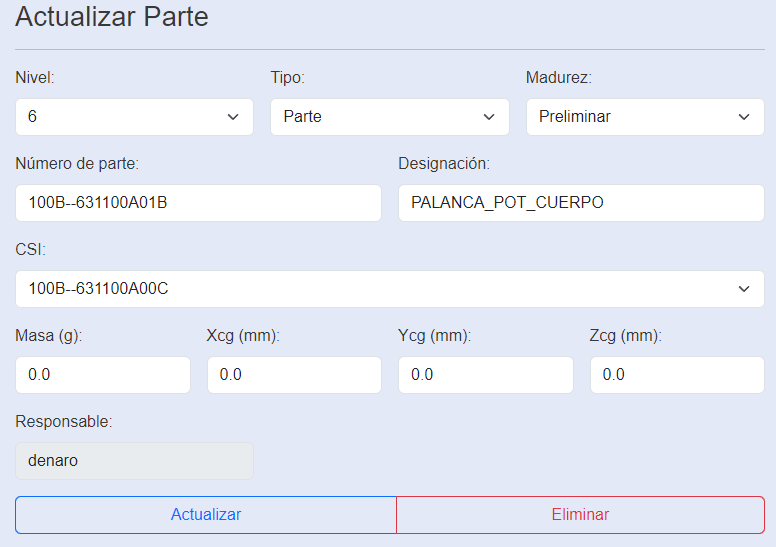 Actualizar Parte
Nivel: Tipo: Madurez:
6 Parte Preliminar
Número de parte: Designación:
100B--631100A01B PALANCA_POT_CUERPO
CSI:
100B--631100A00C
Masa (g): Xcg (mm): Ycg (mm): Zcg (mm):
0.0 0.0 0.0 0.0
Responsable:
denaro
Actualizar Eliminar